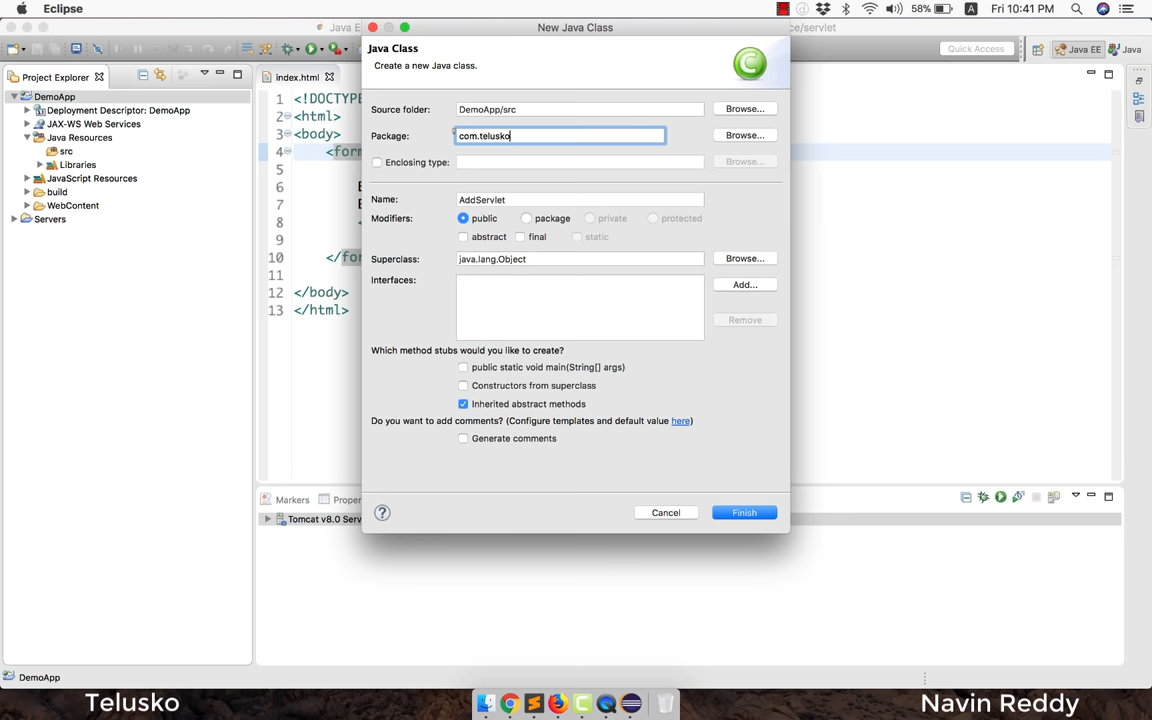 Eclipse
58%
A
Fri 10:41 PM
Java E
New Java Class
ce/servlet
Quick Access
Java EE
Java
Project Explorer
DemoApp
Deployment Descriptor: DemoApp
JAX-WS Web Services
Java Resources
src
Libraries
JavaScript Resources
build
WebContent
Servers
index.html
1 <!DOCTYPE
2 <html>
3 <body>
4 <form
5
6 E
7 E
8 <
9
10 </for
11
12 </body>
13 </html>
Java Class
Create a new Java class.
Source folder: DemoApp/src Browse...
Package: com.telusko Browse...
Enclosing type: Browse...
Name: AddServlet
Modifiers: public package private protected
abstract final static
Superclass: java.lang.Object Browse...
Interfaces: Add...
Remove
Which method stubs would you like to create?
public static void main(String[] args)
Constructors from superclass
Inherited abstract methods
Do you want to add comments? (Configure templates and default value here)
Generate comments
Cancel Finish
Markers
Proper
Tomcat v8.0 Serv
DemoApp
Telusko
Navin Reddy